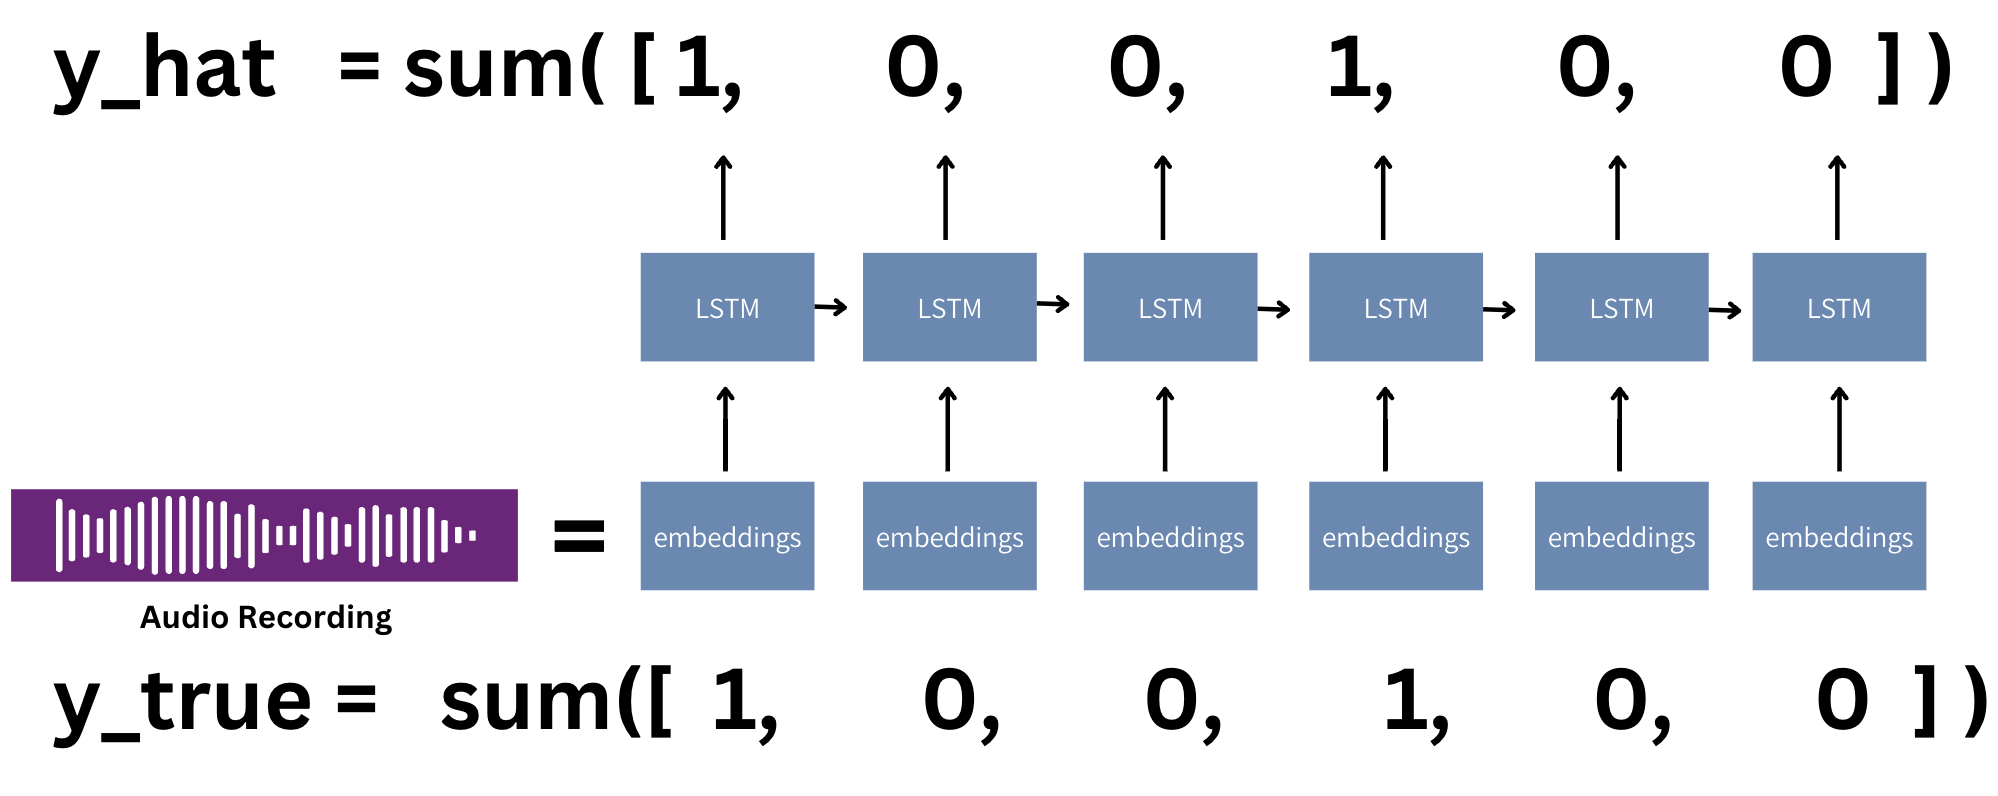 y_hat = sum( [ 1, 0, 0, 1, 0, 0 ] )
LSTM LSTM LSTM LSTM LSTM LSTM
= embeddings embeddings embeddings embeddings embeddings embeddings
Audio Recording
y_true = sum([ 1, 0, 0, 1, 0, 0 ] )